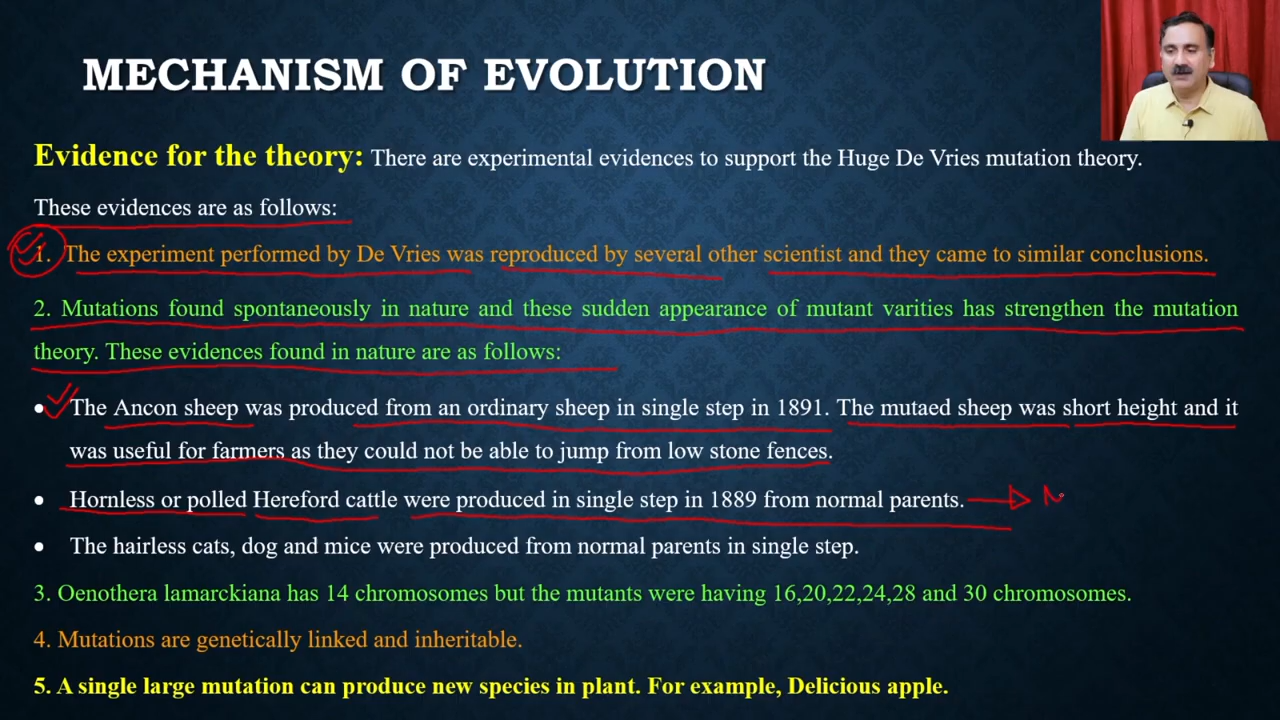 MECHANISM OF EVOLUTION
Evidence for the theory: There are experimental evidences to support the Huge De Vries mutation theory.
These evidences are as follows:
1. The experiment performed by De Vries was reproduced by several other scientist and they came to similar conclusions.
2. Mutations found spontaneously in nature and these sudden appearance of mutant varities has strengthen the mutation
theory. These evidences found in nature are as follows:
• The Ancon sheep was produced from an ordinary sheep in single step in 1891. The mutaed sheep was short height and it
was useful for farmers as they could not be able to jump from low stone fences.
• Hornless or polled Hereford cattle were produced in single step in 1889 from normal parents.
• The hairless cats, dog and mice were produced from normal parents in single step.
3. Oenothera lamarckiana has 14 chromosomes but the mutants were having 16,20,22,24,28 and 30 chromosomes.
4. Mutations are genetically linked and inheritable.
5. A single large mutation can produce new species in plant. For example, Delicious apple.